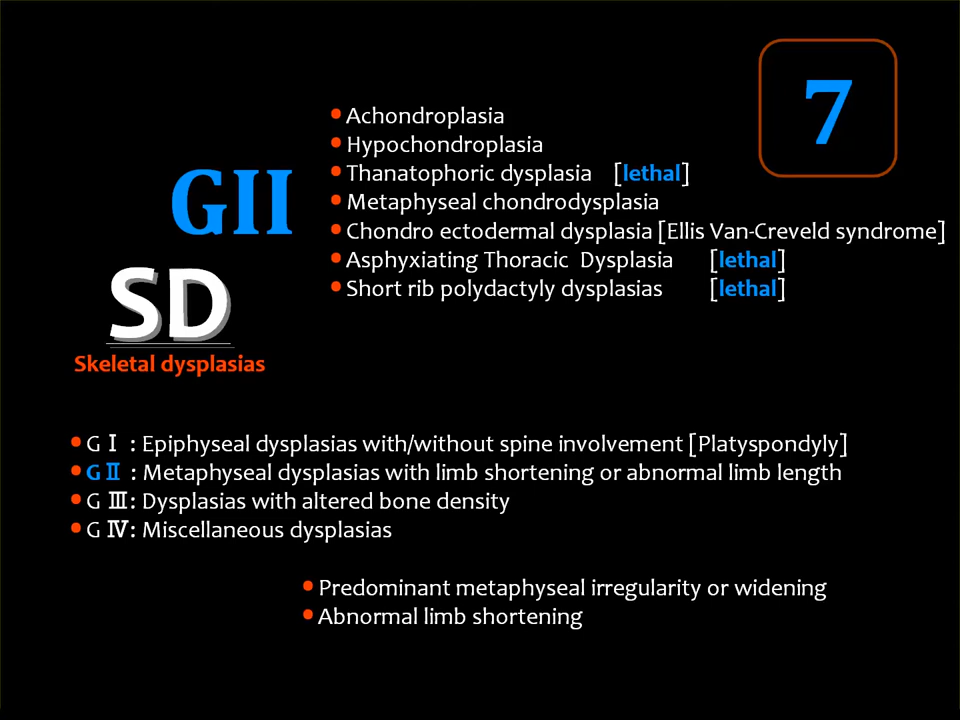 7
• Achondroplasia
• Hypochondroplasia
• Thanatophoric dysplasia [lethal]
• Metaphyseal chondrodysplasia
• Chondro ectodermal dysplasia [Ellis Van-Creveld syndrome]
• Asphyxiating Thoracic Dysplasia [lethal]
• Short rib polydactyly dysplasias [lethal]
GII
SD
Skeletal dysplasias
• G Ⅰ : Epiphyseal dysplasias with/without spine involvement [Platyspondyly]
• G Ⅱ : Metaphyseal dysplasias with limb shortening or abnormal limb length
• G Ⅲ: Dysplasias with altered bone density
• G Ⅳ: Miscellaneous dysplasias
• Predominant metaphyseal irregularity or widening
• Abnormal limb shortening